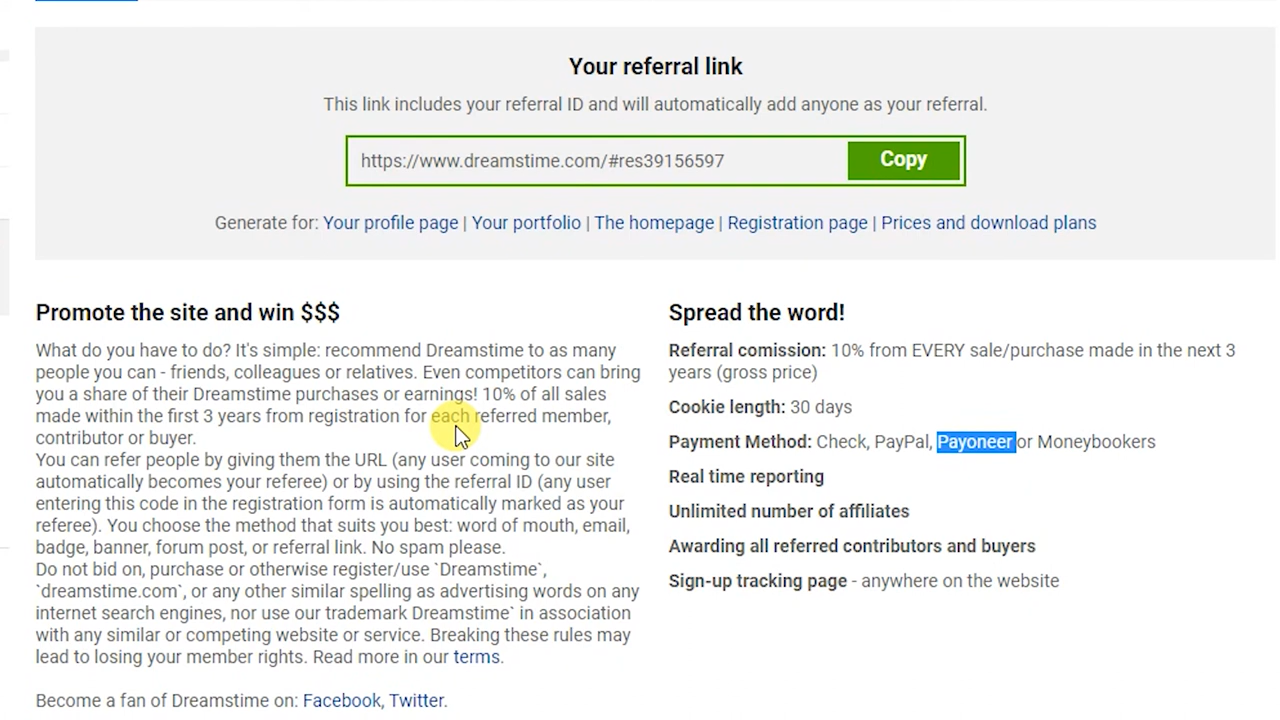 Your referral link
This link includes your referral ID and will automatically add anyone as your referral.
https://www.dreamstime.com/#res39156597
Copy
Generate for: Your profile page | Your portfolio | The homepage | Registration page | Prices and download plans
Promote the site and win $$$
What do you have to do? It's simple: recommend Dreamstime to as many
people you can - friends, colleagues or relatives. Even competitors can bring
you a share of their Dreamstime purchases or earnings! 10% of all sales
made within the first 3 years from registration for each referred member,
contributor or buyer.
You can refer people by giving them the URL (any user coming to our site
automatically becomes your referee) or by using the referral ID (any user
entering this code in the registration form is automatically marked as your
referee). You choose the method that suits you best: word of mouth, email,
badge, banner, forum post, or referral link. No spam please.
Do not bid on, purchase or otherwise register/use `Dreamstime`,
`dreamstime.com`, or any other similar spelling as advertising words on any
internet search engines, nor use our trademark Dreamstime` in association
with any similar or competing website or service. Breaking these rules may
lead to losing your member rights. Read more in our terms.
Become a fan of Dreamstime on: Facebook, Twitter.
Spread the word!
Referral comission: 10% from EVERY sale/purchase made in the next 3
years (gross price)
Cookie length: 30 days
Payment Method: Check, PayPal, Payoneer or Moneybookers
Real time reporting
Unlimited number of affiliates
Awarding all referred contributors and buyers
Sign-up tracking page - anywhere on the website